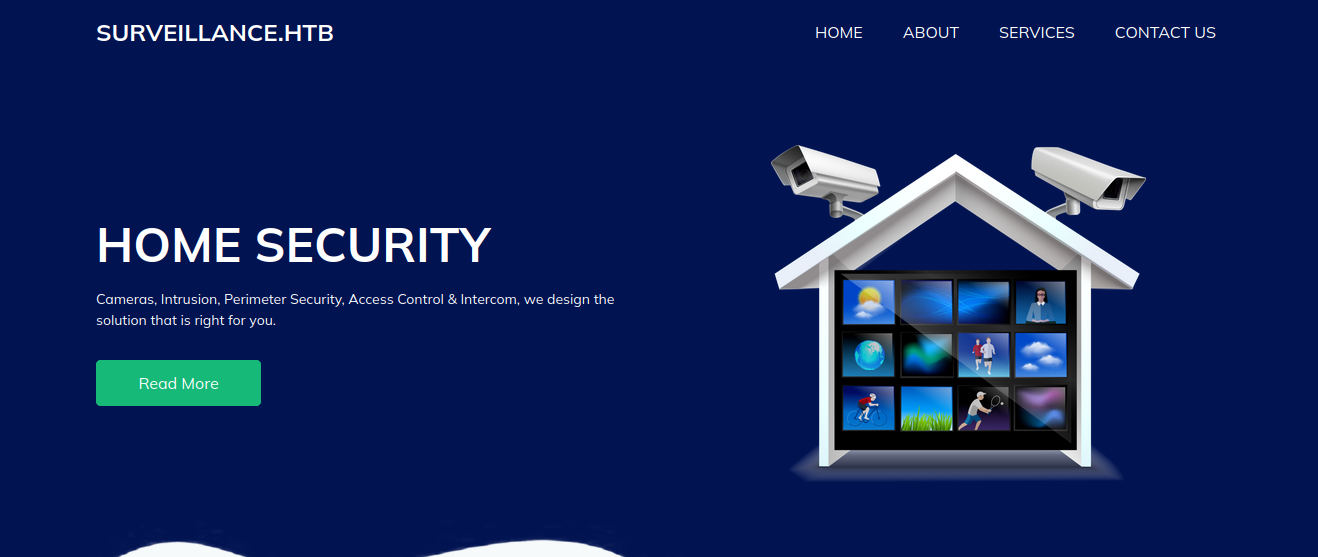 SURVEILLANCE.HTB
HOME ABOUT SERVICES CONTACT US
HOME SECURITY
Cameras, Intrusion, Perimeter Security, Access Control & Intercom, we design the
solution that is right for you.
Read More